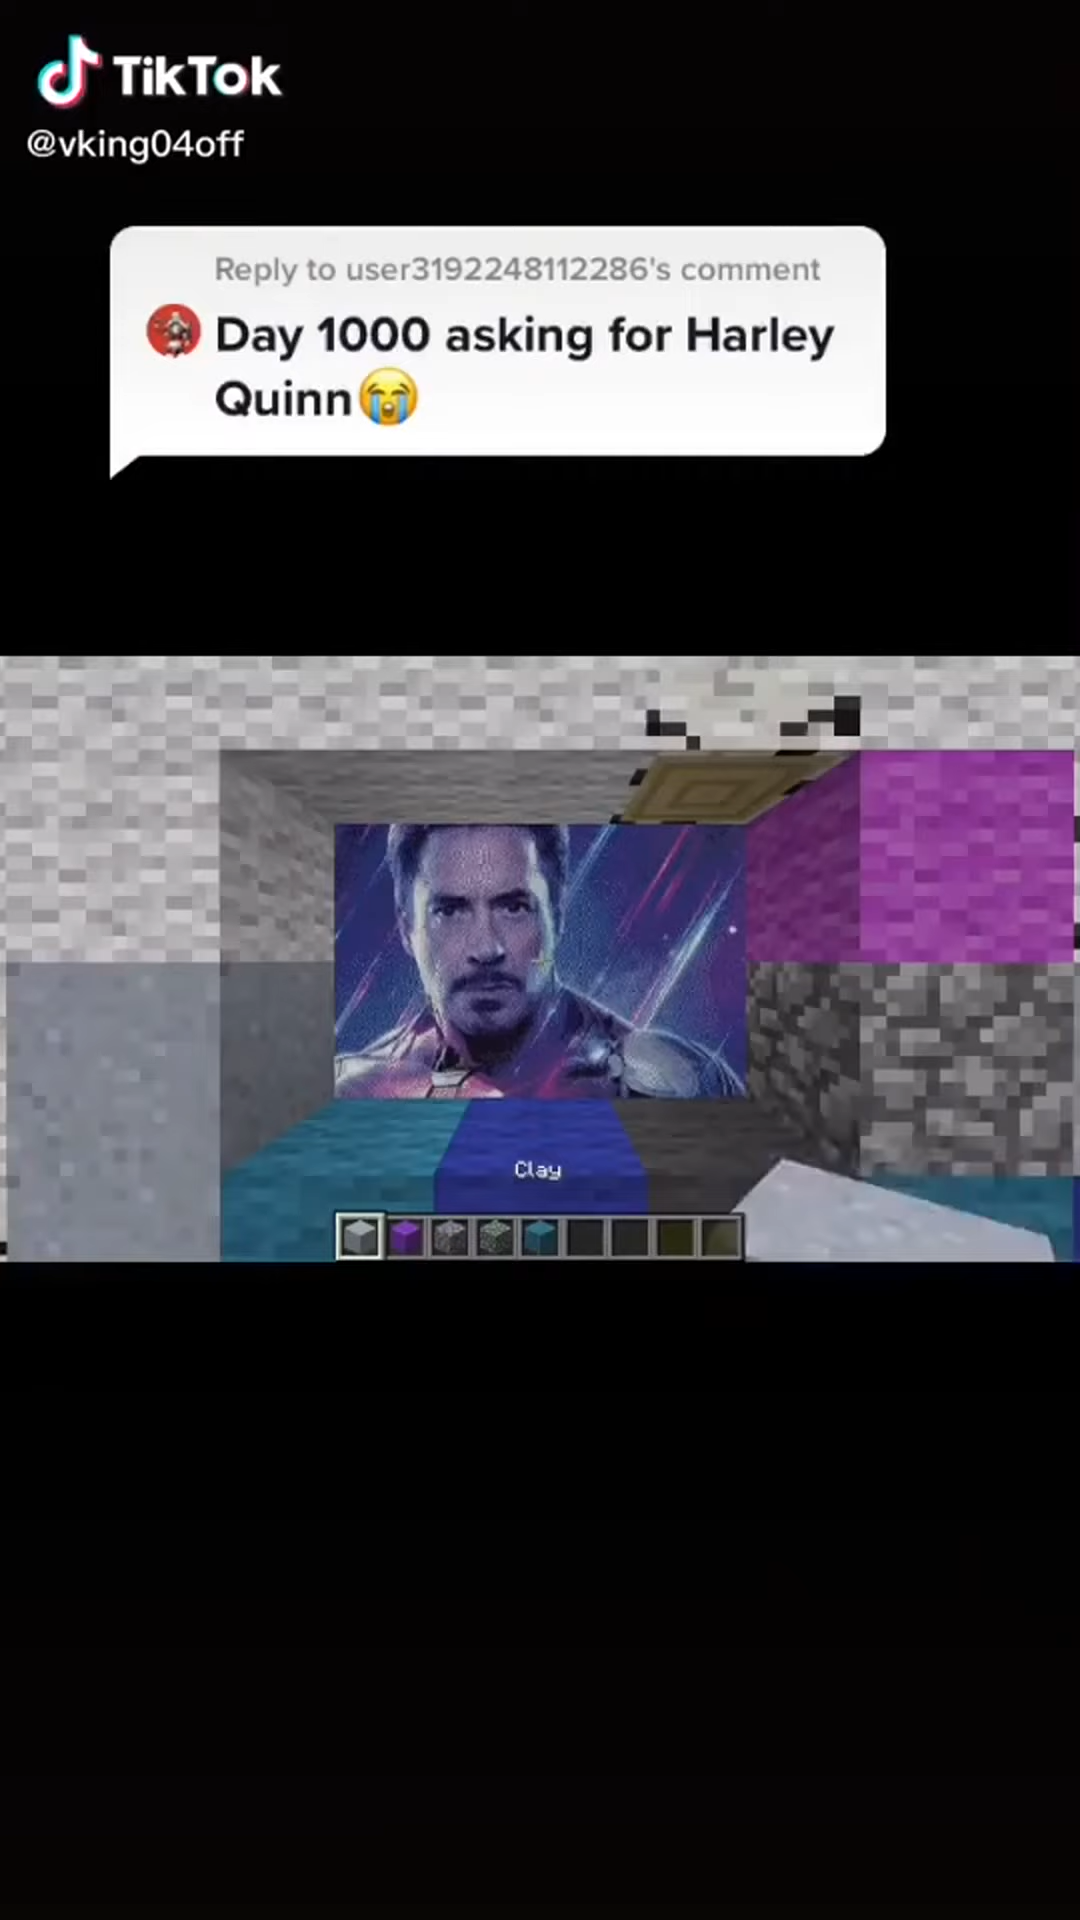 TikTok
@vking04off
Reply to user3192248112286's comment
Day 1000 asking for Harley
Quinn😭
Clay